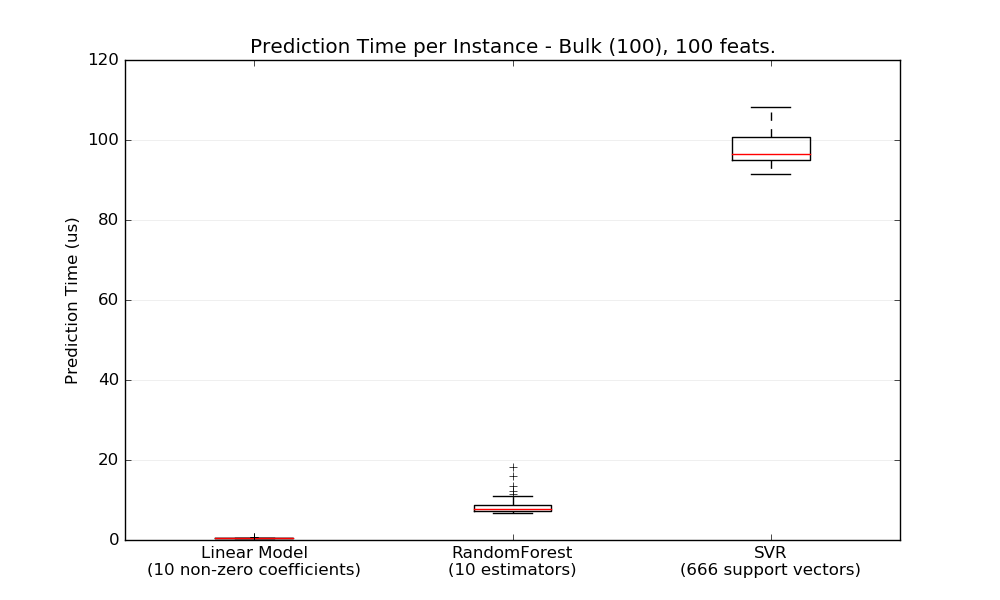 Prediction Time per Instance - Bulk (100), 100 feats.
120
100
80
60
40
20
0
Prediction Time (us)
Linear Model
(10 non-zero coefficients)
RandomForest
(10 estimators)
SVR
(666 support vectors)